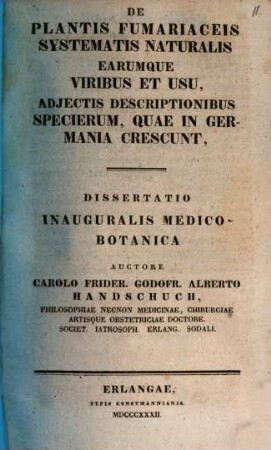 DE
PLANTIS FUMARIACEIS
SYSTEMATIS NATURALIS
EARUMQUE
VIRIBUS ET USU,
ADJECTIS DESCRIPTIONIBUS
SPECIERUM, QUAE IN GER-
MANIA CRESCUNT,
DISSERTATIO
INAUGURALIS MEDICO-
BOTANICA
AUCTORE
CAROLO FRIDER. GODOFR. ALBERTO
HANDSCHUCH,
PHILOSOPHIAE NECNON MEDICINAE, CHIRURGIAE
ARTISQUE OBSTETRICIAE DOCTORE.
SOCIET. IATROSOPH. ERLANG. SODALI.
ERLANGAE,
TYPIS CUNSTMANNIANIS.
MDCCCXXXII.